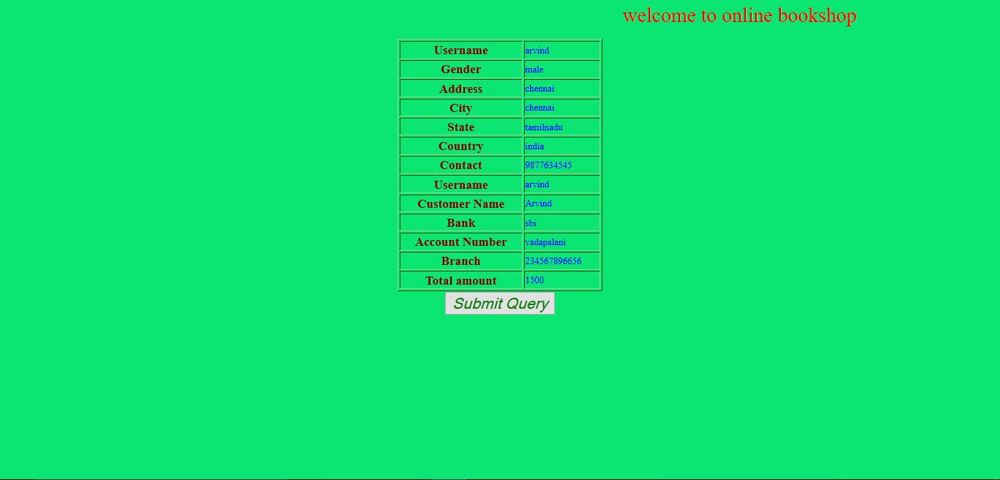 welcome to online bookshop
Username arvind
Gender male
Address chennai
City chennai
State tamilnadu
Country india
Contact 9877634545
Username arvind
Customer Name Arvind
Bank sbi
Account Number vadapalani
Branch 234567896656
Total amount 1500
Submit Query